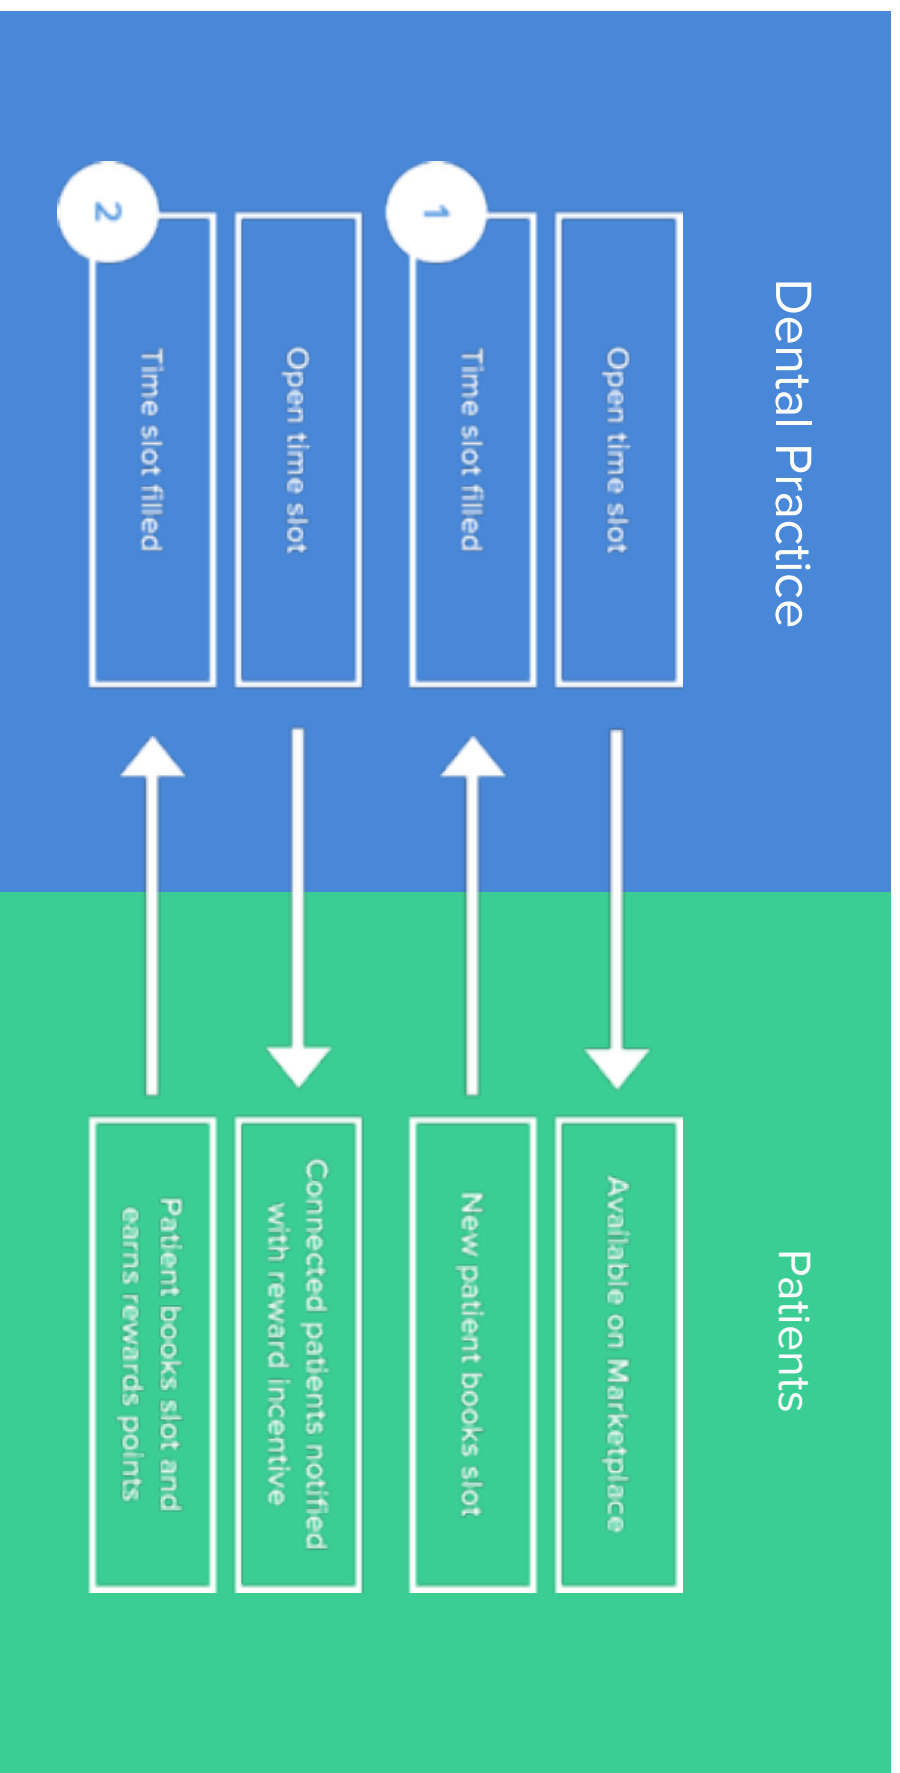 Dental Practice
Patients
Open time slot
Available on Marketplace
1
Time slot filled
New patient books slot
Open time slot
Connected patients notified
with reward incentive
2
Time slot filled
Patient books slot and
earns rewards points